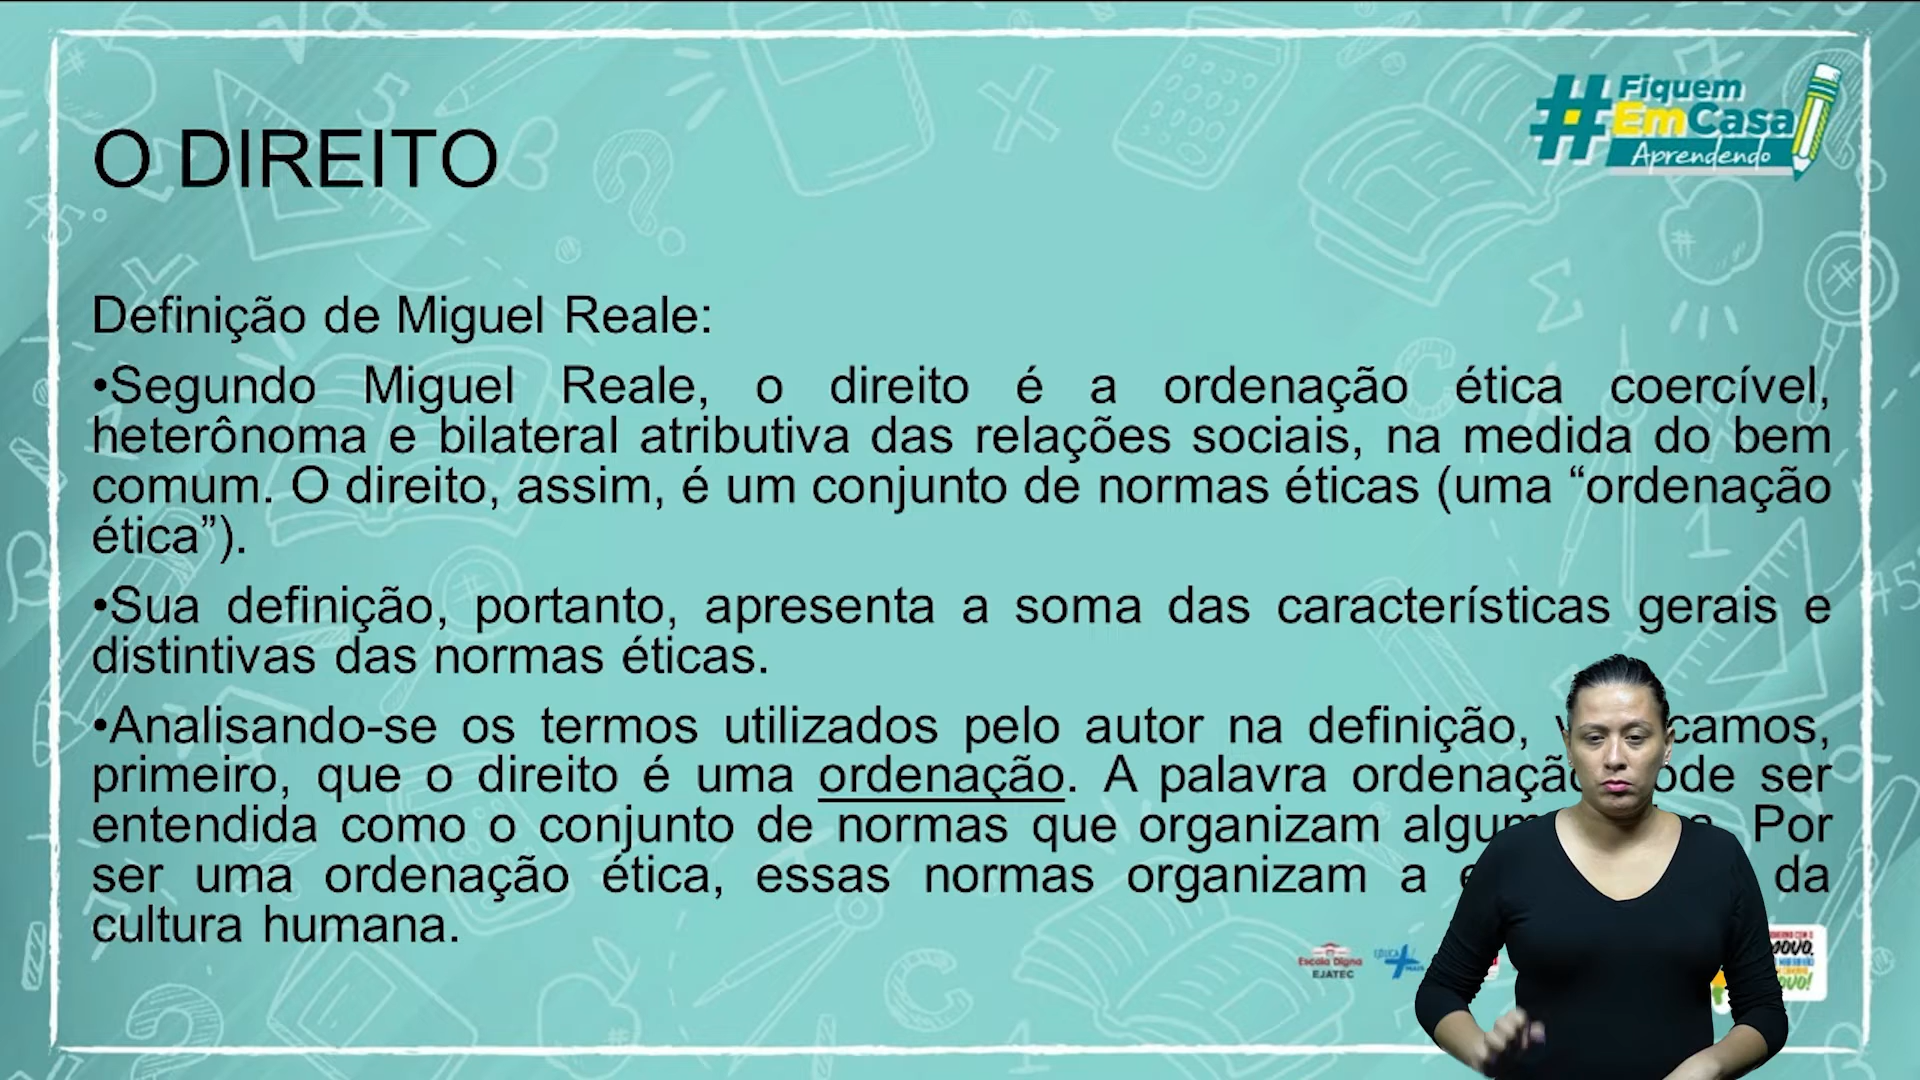 #Fiquem
EmCasa
Aprendendo
O DIREITO
Definição de Miguel Reale:
•Segundo Miguel Reale, o direito é a ordenação ética coercível,
heterônoma e bilateral atributiva das relações sociais, na medida do bem
comum. O direito, assim, é um conjunto de normas éticas (uma “ordenação
ética”).
•Sua definição, portanto, apresenta a soma das características gerais e
distintivas das normas éticas.
•Analisando-se os termos utilizados pelo autor na definição,
primeiro, que o direito é uma ordenação. A palavra ordenação ser
entendida como o conjunto de normas que organizam Por
ser uma ordenação ética, essas normas organizam a da
cultura humana.
Escola Digna
EJATEC